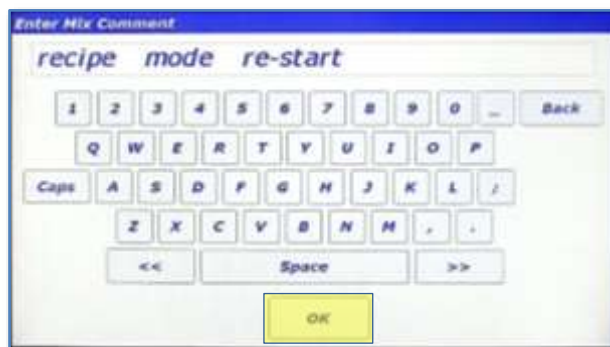 Enter Mix Comment
recipe mode re-start
1 2 3 4 5 6 7 8 9 0 _ Back
Q W E R T Y U I O P
Caps A S D F G H J K L /
Z X C V B N M , .
<< Space >>
OK